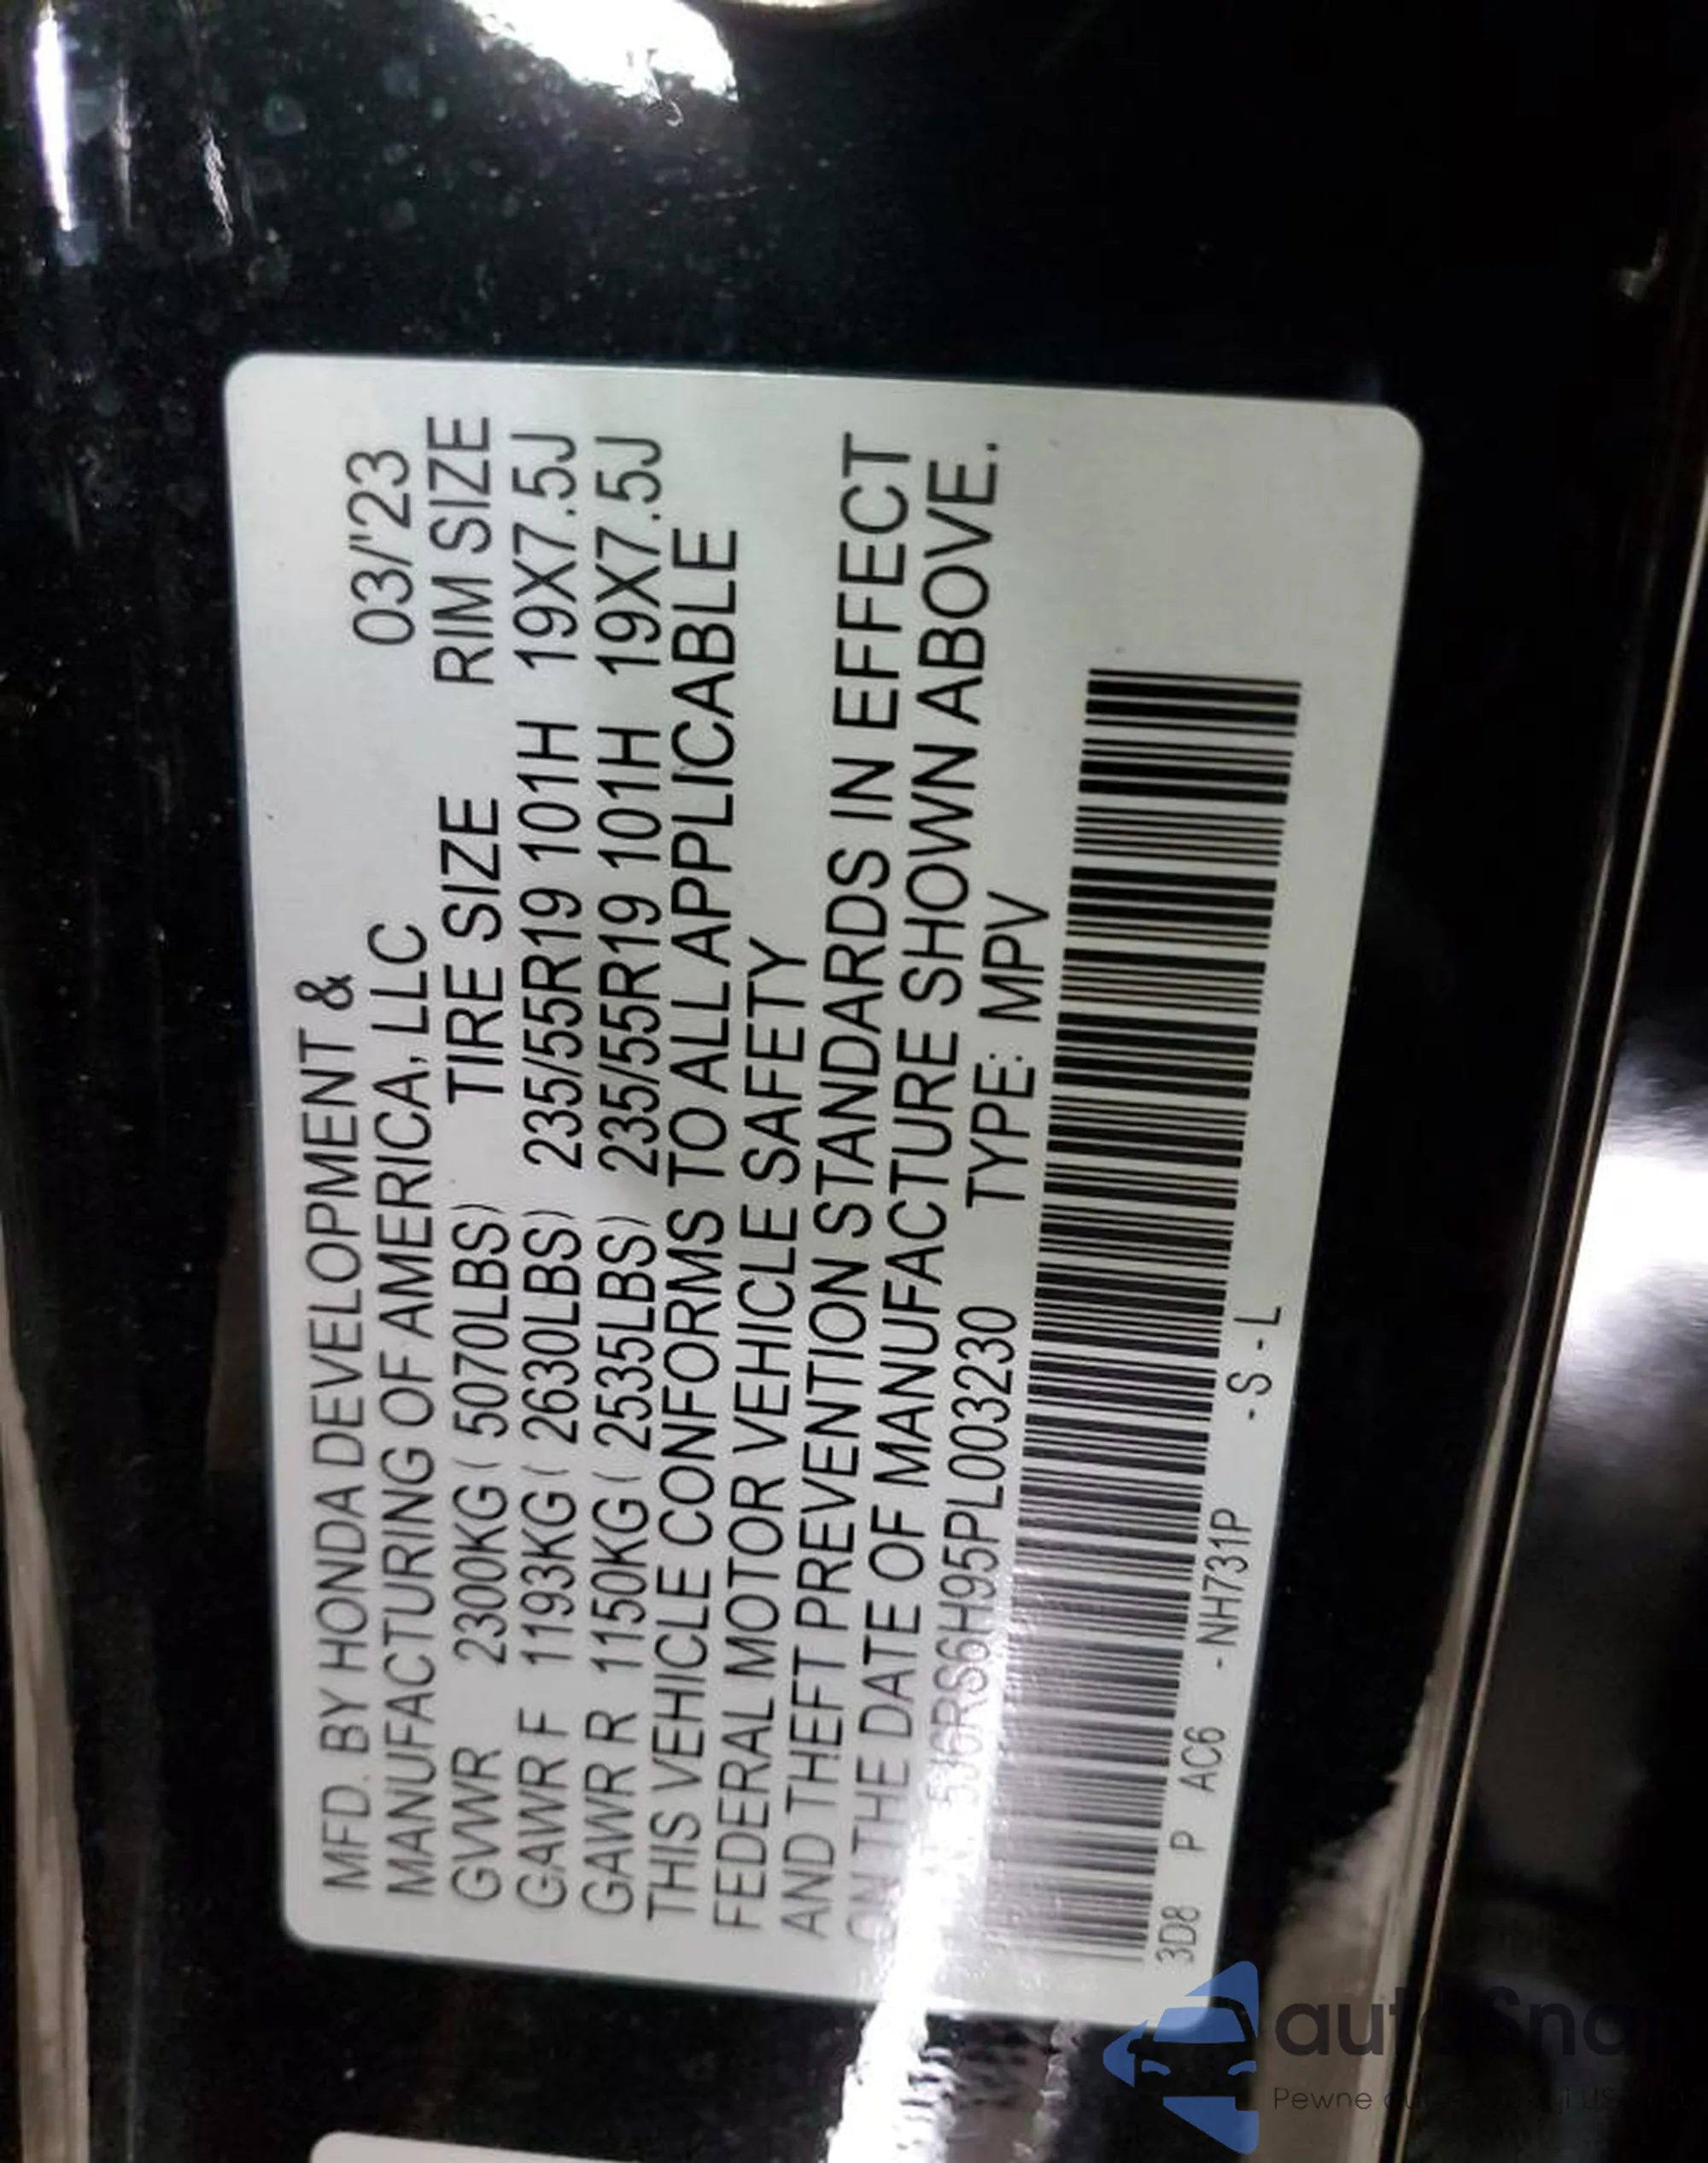 MFD. BY HONDA DEVELOPMENT &
MANUFACTURING OF AMERICA, LLC 03/'23
GVWR 2300KG ( 5070LBS) TIRE SIZE RIM SIZE
GAWR F 1193KG ( 2630LBS) 235/55R19 101H 19X7.5J
GAWR R 1150KG ( 2535LBS) 235/55R19 101H 19X7.5J
THIS VEHICLE CONFORMS TO ALL APPLICABLE
FEDERAL MOTOR VEHICLE SAFETY
AND THEFT PREVENTION STANDARDS IN EFFECT
ON THE DATE OF MANUFACTURE SHOWN ABOVE.
5J6RS6H95PL003230 TYPE: MPV
3D8 P AC6 - NH731P - S - L
Pewne